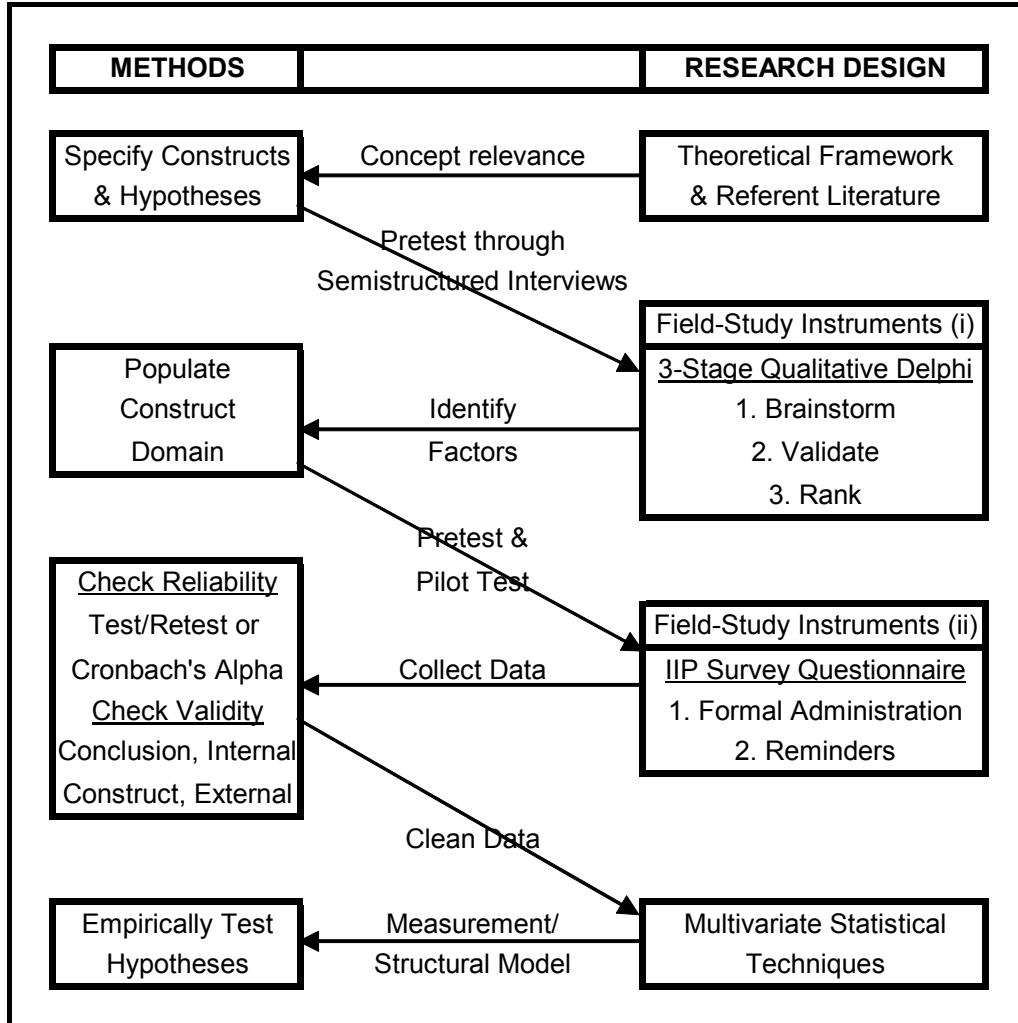 METHODS
RESEARCH DESIGN
Specify Constructs
& Hypotheses
Concept relevance
Theoretical Framework
& Referent Literature
Pretest through
Semistructured Interviews
Field-Study Instruments (i)
3-Stage Qualitative Delphi
1. Brainstorm
2. Validate
3. Rank
Identify
Factors
Populate
Construct
Domain
Pretest &
Pilot Test
Field-Study Instruments (ii)
IIP Survey Questionnaire
1. Formal Administration
2. Reminders
Collect Data
Check Reliability
Test/Retest or
Cronbach's Alpha
Check Validity
Conclusion, Internal
Construct, External
Clean Data
Multivariate Statistical
Techniques
Measurement/
Structural Model
Empirically Test
Hypotheses